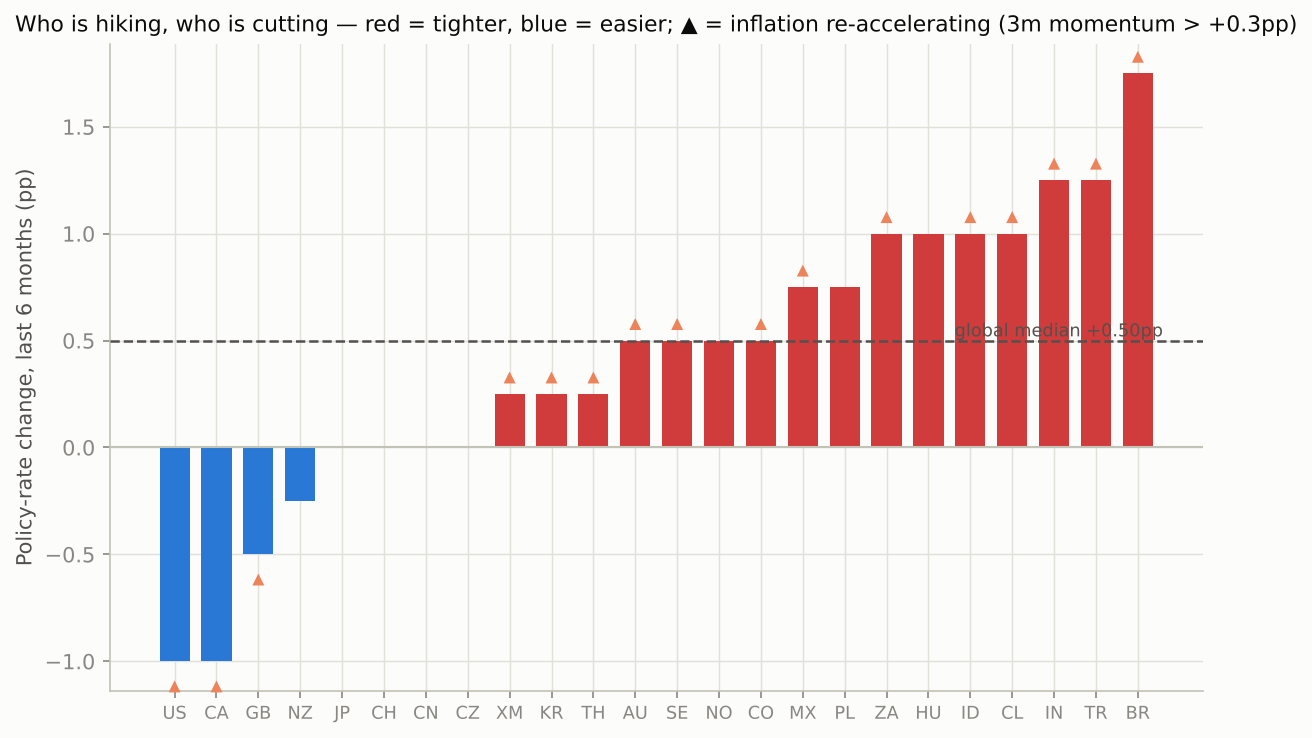 Who is hiking, who is cutting — red = tighter, blue = easier; ▲ = inflation re-accelerating (3m momentum > +0.3pp)
Policy-rate change, last 6 months (pp)
1.5
1.0
0.5
0.0
−0.5
−1.0
global median +0.50pp
US CA GB NZ JP CH CN CZ XM KR TH AU SE NO CO MX PL ZA HU ID CL IN TR BR